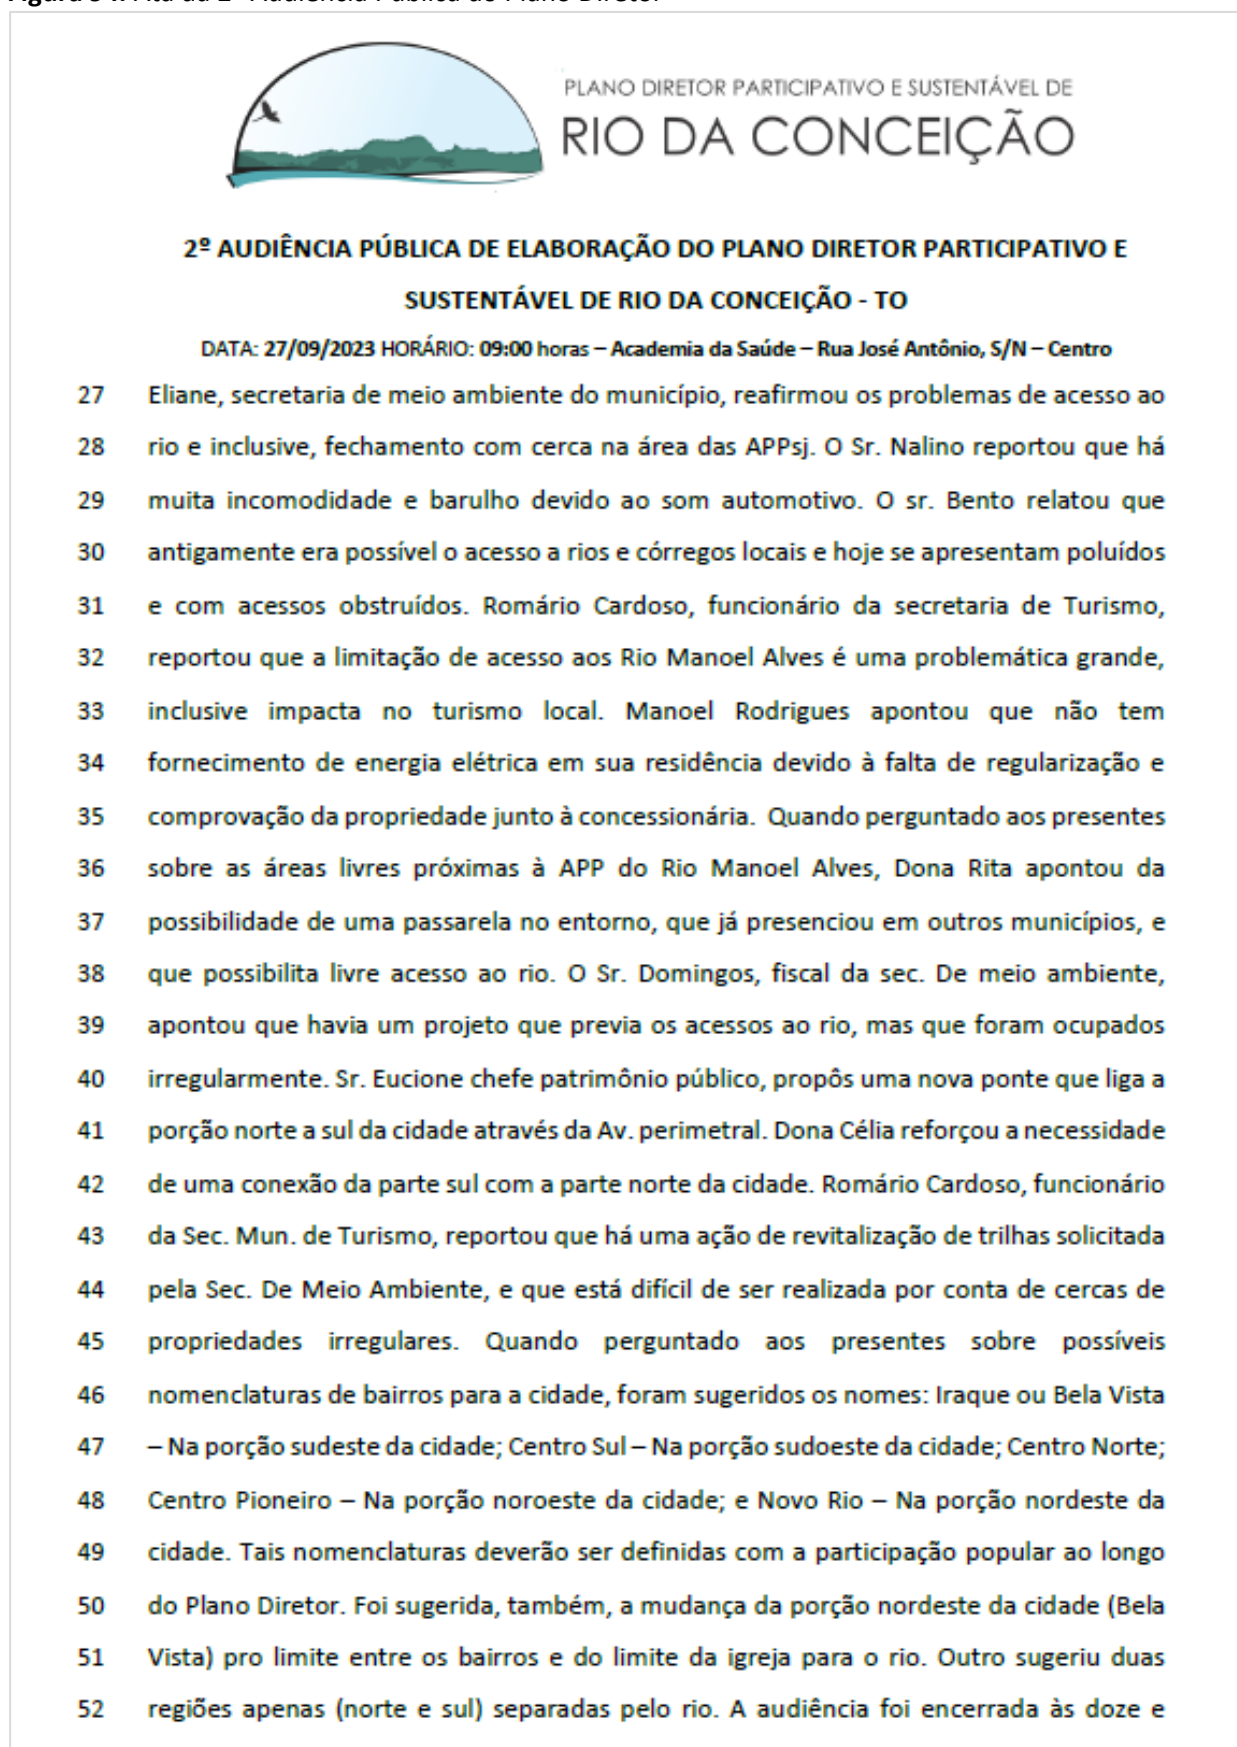 PLANO DIRETOR PARTICIPATIVO E SUSTENTÁVEL DE
RIO DA CONCEIÇÃO
2º AUDIÊNCIA PÚBLICA DE ELABORAÇÃO DO PLANO DIRETOR PARTICIPATIVO E
SUSTENTÁVEL DE RIO DA CONCEIÇÃO - TO
DATA: 27/09/2023 HORÁRIO: 09:00 horas – Academia da Saúde – Rua José Antônio, S/N – Centro
27 Eliane, secretaria de meio ambiente do município, reafirmou os problemas de acesso ao
28 rio e inclusive, fechamento com cerca na área das APPsj. O Sr. Nalino reportou que há
29 muita incomodidade e barulho devido ao som automotivo. O sr. Bento relatou que
30 antigamente era possível o acesso a rios e córregos locais e hoje se apresentam poluídos
31 e com acessos obstruídos. Romário Cardoso, funcionário da secretaria de Turismo,
32 reportou que a limitação de acesso aos Rio Manoel Alves é uma problemática grande,
33 inclusive impacta no turismo local. Manoel Rodrigues apontou que não tem
34 fornecimento de energia elétrica em sua residência devido à falta de regularização e
35 comprovação da propriedade junto à concessionária. Quando perguntado aos presentes
36 sobre as áreas livres próximas à APP do Rio Manoel Alves, Dona Rita apontou da
37 possibilidade de uma passarela no entorno, que já presenciou em outros municípios, e
38 que possibilita livre acesso ao rio. O Sr. Domingos, fiscal da sec. De meio ambiente,
39 apontou que havia um projeto que previa os acessos ao rio, mas que foram ocupados
40 irregularmente. Sr. Eucione chefe patrimônio público, propôs uma nova ponte que liga a
41 porção norte a sul da cidade através da Av. perimetral. Dona Célia reforçou a necessidade
42 de uma conexão da parte sul com a parte norte da cidade. Romário Cardoso, funcionário
43 da Sec. Mun. de Turismo, reportou que há uma ação de revitalização de trilhas solicitada
44 pela Sec. De Meio Ambiente, e que está difícil de ser realizada por conta de cercas de
45 propriedades irregulares. Quando perguntado aos presentes sobre possíveis
46 nomenclaturas de bairros para a cidade, foram sugeridos os nomes: Iraque ou Bela Vista
47 – Na porção sudeste da cidade; Centro Sul – Na porção sudoeste da cidade; Centro Norte;
48 Centro Pioneiro – Na porção noroeste da cidade; e Novo Rio – Na porção nordeste da
49 cidade. Tais nomenclaturas deverão ser definidas com a participação popular ao longo
50 do Plano Diretor. Foi sugerida, também, a mudança da porção nordeste da cidade (Bela
51 Vista) pro limite entre os bairros e do limite da igreja para o rio. Outro sugeriu duas
52 regiões apenas (norte e sul) separadas pelo rio. A audiência foi encerrada às doze e